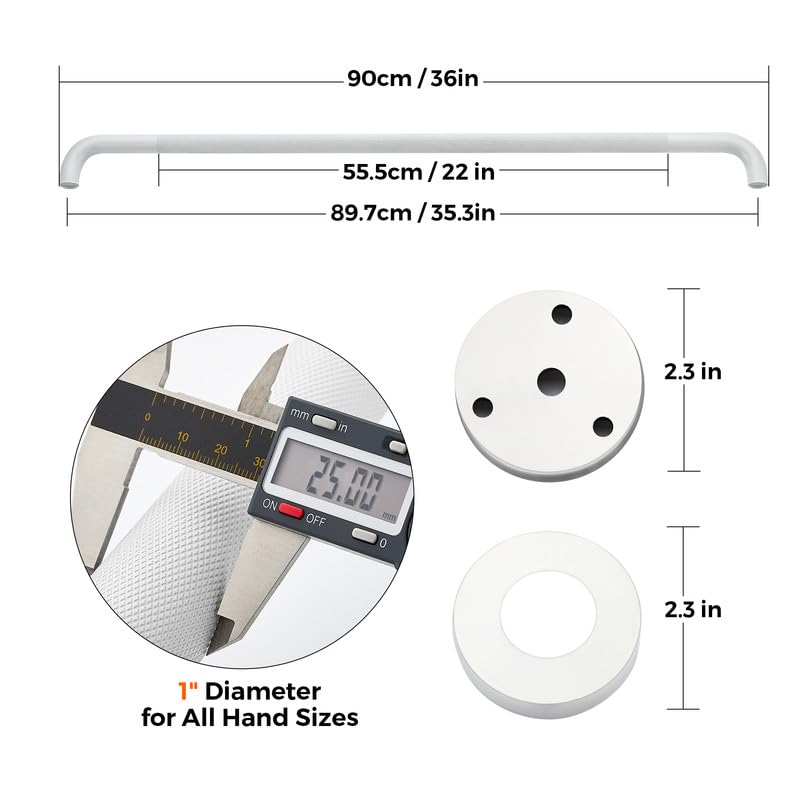 90cm / 36in
55.5cm / 22 in
89.7cm / 35.3in
2.3 in
mm
in
0
10
20
30
1
25.00
mm
ON
OFF
0
2.3 in
1" Diameter
for All Hand Sizes